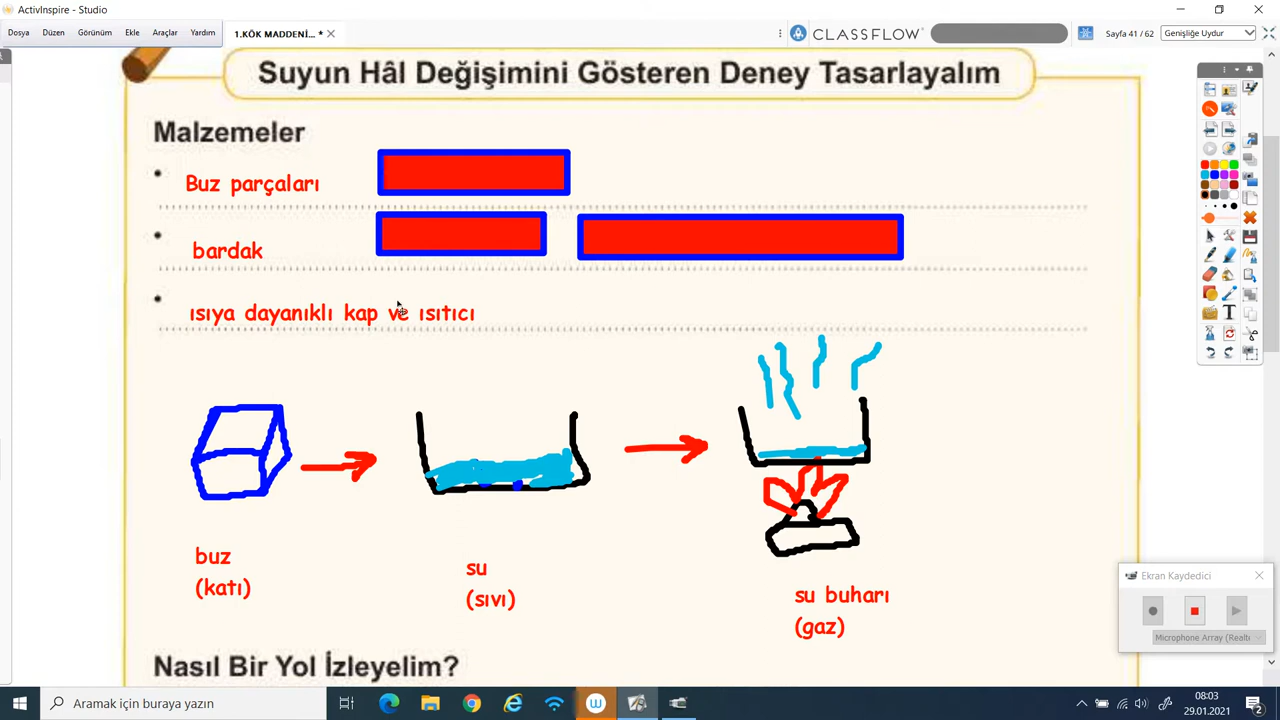 ActivInspire - Studio
Dosya Düzen Görünüm Ekle Araçlar Yardım
1.KÖK MADDENİ... *
CLASSFLOW
Sayfa 41 / 62
Genişliğe Uydur
Suyun Hâl Değişimini Gösteren Deney Tasarlayalım
Malzemeler
• Buz parçaları
• bardak
• ısıya dayanıklı kap ve ısıtıcı
buz
(katı)
su
(sıvı)
su buharı
(gaz)
Ekran Kaydedici
Microphone Array (Realte
Nasıl Bir Yol İzleyelim?
Aramak için buraya yazın
08:03
29.01.2021
2